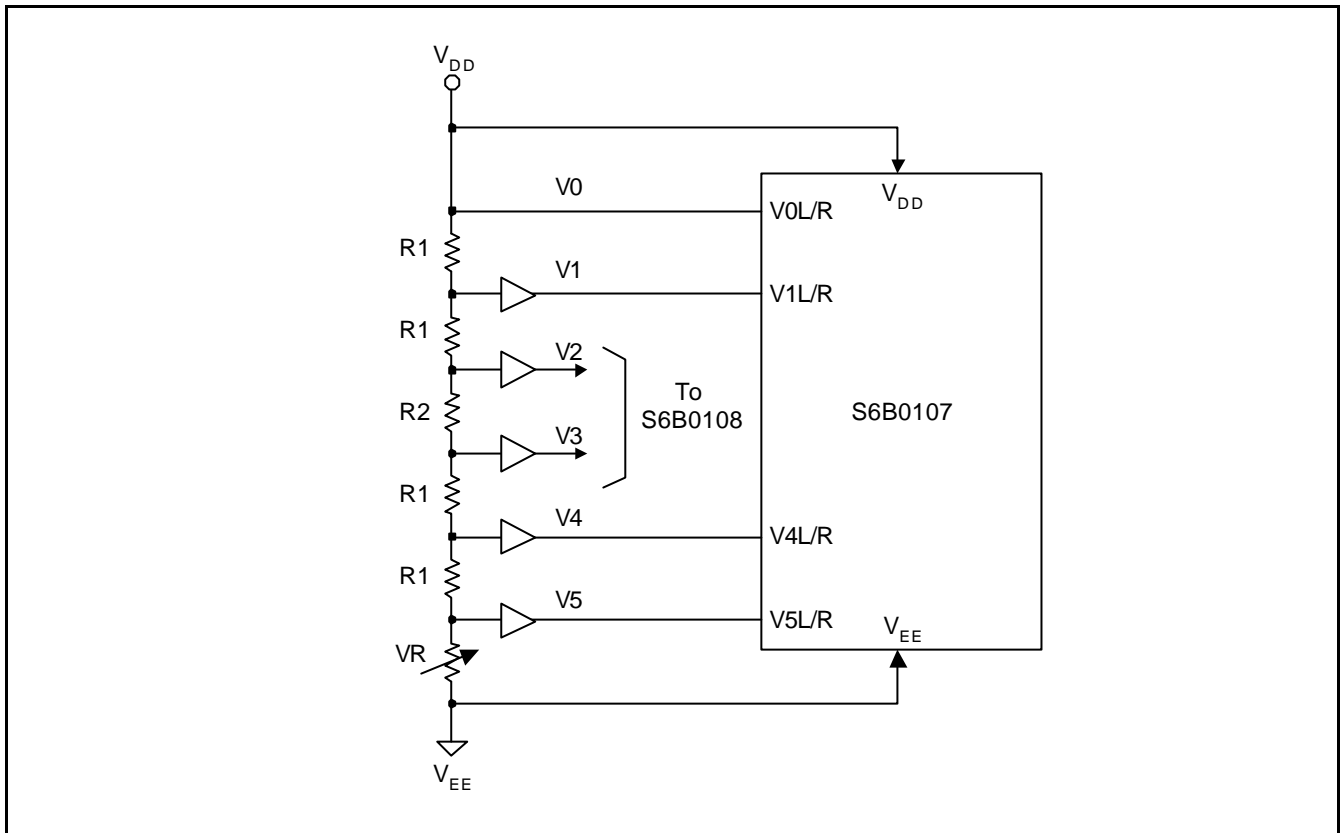 VDD
V0
V0L/R
VDD
R1
V1
V1L/R
R1
V2
To
S6B0108
S6B0107
R2
V3
R1
V4
V4L/R
R1
V5
V5L/R
VEE
VR
VEE